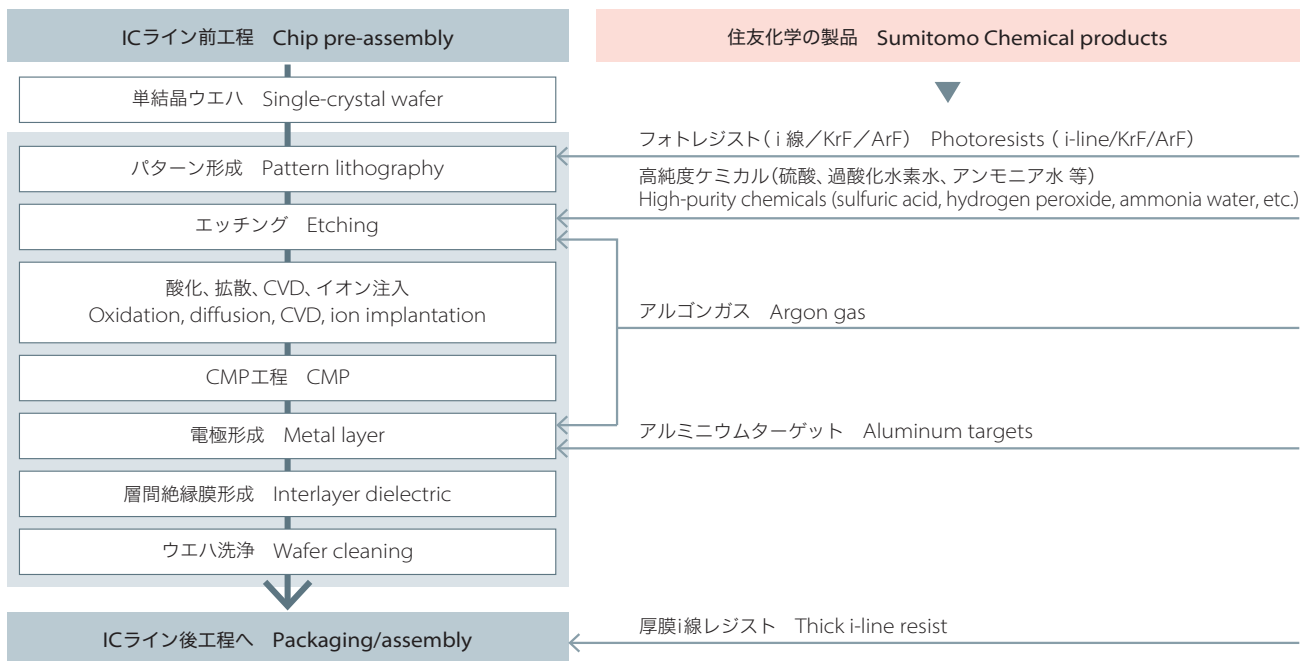 ICライン前工程 Chip pre-assembly
住友化学の製品 Sumitomo Chemical products
単結晶ウエハ Single-crystal wafer
フォトレジスト（i 線／KrF／ArF） Photoresists ( i-line/KrF/ArF)
パターン形成 Pattern lithography
高純度ケミカル（硫酸、過酸化水素水、アンモニア水 等）
High-purity chemicals (sulfuric acid, hydrogen peroxide, ammonia water, etc.)
エッチング Etching
酸化、拡散、CVD、イオン注入
Oxidation, diffusion, CVD, ion implantation
アルゴンガス Argon gas
CMP工程 CMP
電極形成 Metal layer
アルミニウムターゲット Aluminum targets
層間絶縁膜形成 Interlayer dielectric
ウエハ洗浄 Wafer cleaning
ICライン後工程へ Packaging/assembly
厚膜i線レジスト Thick i-line resist